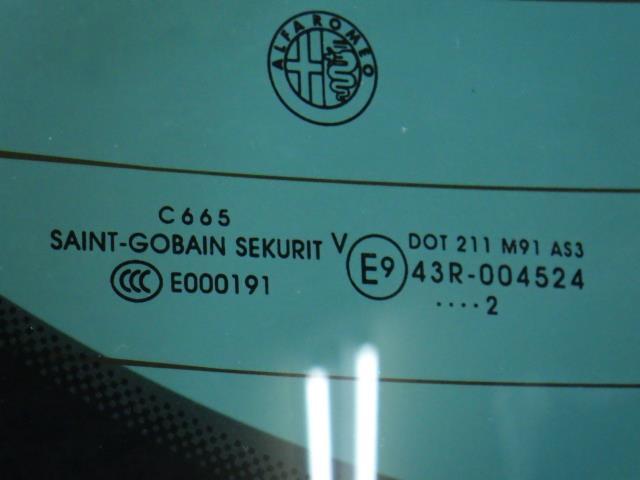 ALFA ROMEO
C665
SAINT-GOBAIN SEKURIT V
CCC E000191
E9
DOT 211 M91 AS3
43R-004524
....2